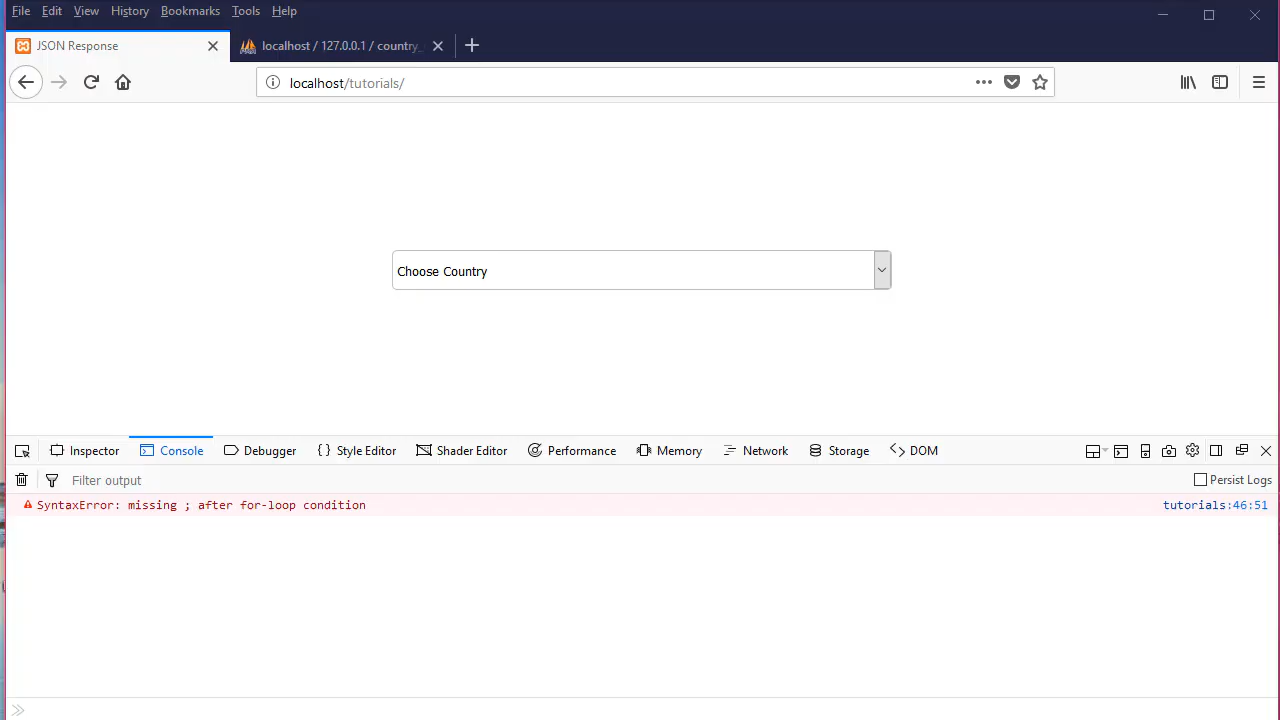 File Edit View History Bookmarks Tools Help
JSON Response
localhost / 127.0.0.1 / country_
localhost/tutorials/
Choose Country
Inspector Console Debugger Style Editor Shader Editor Performance Memory Network Storage DOM
Filter output
Persist Logs
SyntaxError: missing ; after for-loop condition
tutorials:46:51